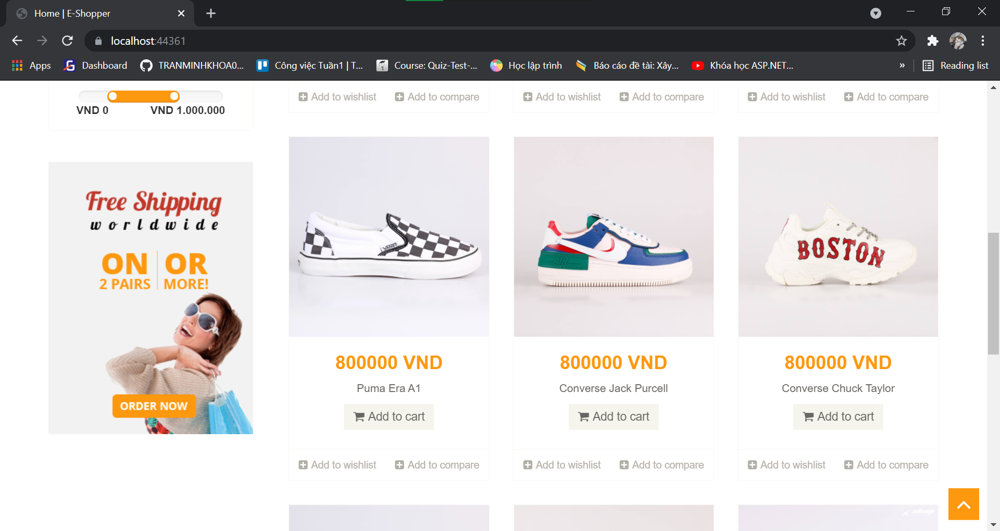 Home | E-Shopper
localhost:44361
Apps
Dashboard
TRANMINHKHOA0...
Công việc Tuần1 | T...
Course: Quiz-Test-...
Học lập trình
Báo cáo đề tài: Xây...
Khóa học ASP.NET...
»
Reading list
VND 0
VND 1.000.000
Add to wishlist
Add to compare
Add to wishlist
Add to compare
Add to wishlist
Add to compare
Free Shipping
worldwide
ON OR
2 PAIRS MORE!
ORDER NOW
VANS
AIR
BOSTON
800000 VND
Puma Era A1
Add to cart
800000 VND
Converse Jack Purcell
Add to cart
800000 VND
Converse Chuck Taylor
Add to cart
Add to wishlist
Add to compare
Add to wishlist
Add to compare
Add to wishlist
Add to compare
shop